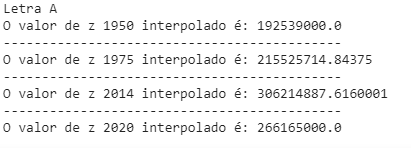 Letra A
O valor de z 1950 interpolado é: 192539000.0
------------------------------------------
O valor de z 1975 interpolado é: 215525714.84375
------------------------------------------
O valor de z 2014 interpolado é: 306214887.6160001
------------------------------------------
O valor de z 2020 interpolado é: 266165000.0